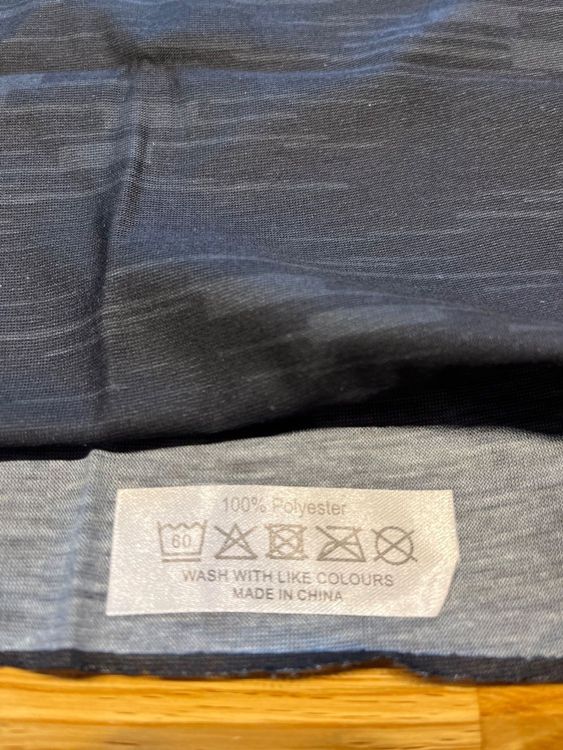 100% Polyester
60
WASH WITH LIKE COLOURS
MADE IN CHINA